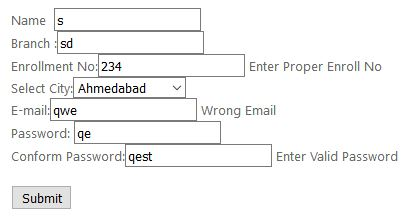 Name s
Branch :sd
Enrollment No:234 Enter Proper Enroll No
Select City:Ahmedabad
E-mail:qwe Wrong Email
Password: qe
Conform Password:qest Enter Valid Password
Submit